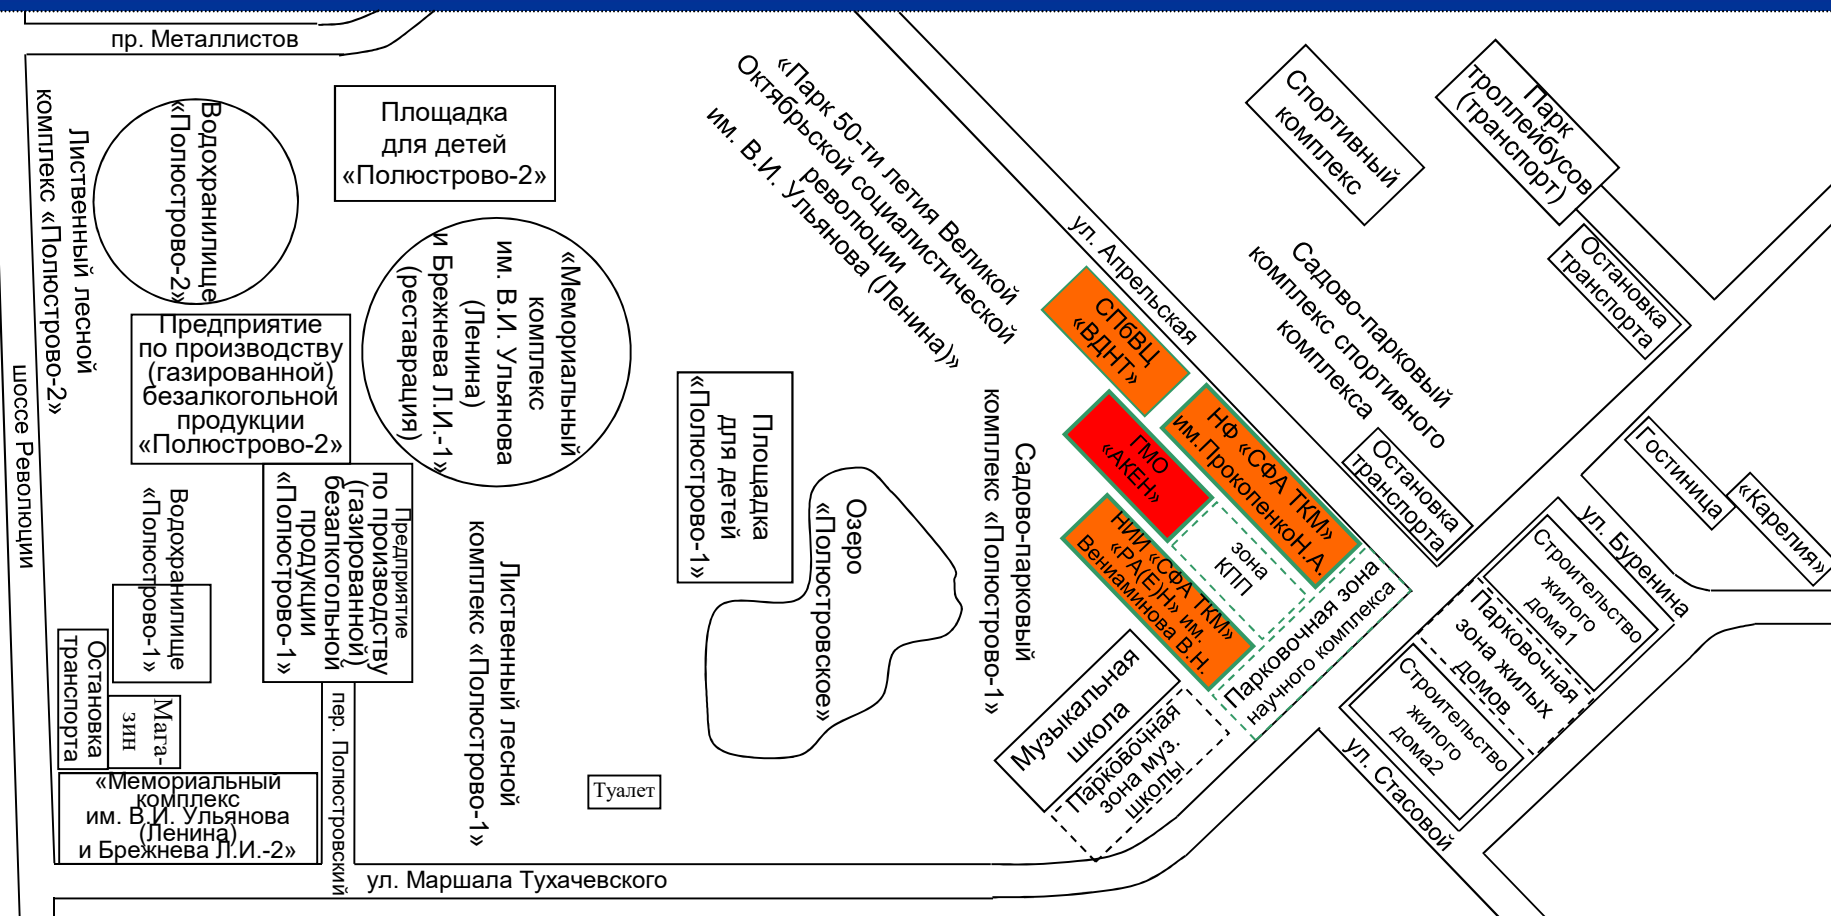 пр. Металлистов
Лиственный лесной
комплекс «Полюстрово-2»
Водохранилище
«Полюстрово-2»
Площадка
для детей
«Полюстрово-2»
Предприятие
по производству
(газированной)
безалкогольной
продукции
«Полюстрово-2»
«Мемориальный
комплекс
им. В.И. Ульянова
(Ленина)
и Брежнева Л.И.-1»
(реставрация)
шоссе Революции
Водохранилище
«Полюстрово-1»
Предприятие
по производству
(газированной)
безалкогольной
продукции
«Полюстрово-1»
Остановка
транспорта
Мага-
зин
«Мемориальный
комплекс
им. В.И. Ульянова
(Ленина)
и Брежнева Л.И.-2»
пер. Полюстровский
Лиственный лесной
комплекс «Полюстрово-1»
Туалет
ул. Маршала Тухачевского
Площадка
для детей
«Полюстрово-1»
Озеро
«Полюстровское»
«Парк 50-ти летия Великой
Октябрьской социалистической
революции
им. В.И. Ульянова (Ленина)»
Садово-парковый
комплекс «Полюстрово-1»
ул. Апрельская
СПбВЦ
«ВДНТ»
ГМО
«АКЕН»
НФ «СФА ТКМ»
им.ПрокопенкоН.А.
НИИ «СФА ТКМ»
«РА(Е)Н» им.
Вениаминова В.Н.
зона
КПП
Парковочная зона
научного комплекса
Музыкальная
школа
Парковочная
зона муз.
школы
Спортивный
комплекс
Парк
троллейбусов
(транспорт)
Садово-парковый
комплекс спортивного
комплекса
Остановка
транспорта
Остановка
транспорта
Гостиница
«Карелия»
ул. Буренина
Строительство
жилого
дома1
Парковочная
зона жилых
домов
Строительство
жилого
дома2
ул. Стасовой